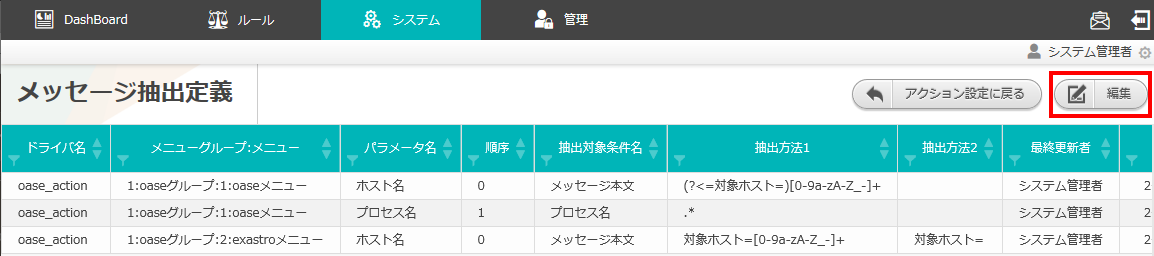 DashBoard ルール システム 管理
システム管理者
メッセージ抽出定義 アクション設定に戻る 編集
ドライバ名 メニューグループ:メニュー パラメータ名 順序 抽出対象条件名 抽出方法1 抽出方法2 最終更新者
oase_action 1:oaseグループ:1:oaseメニュー ホスト名 0 メッセージ本文 (?<=対象ホスト=)[0-9a-zA-Z_-]+ システム管理者 2
oase_action 1:oaseグループ:1:oaseメニュー プロセス名 1 プロセス名 .* システム管理者 2
oase_action 1:oaseグループ:2:exastroメニュー ホスト名 0 メッセージ本文 対象ホスト=[0-9a-zA-Z_-]+ 対象ホスト= システム管理者 2